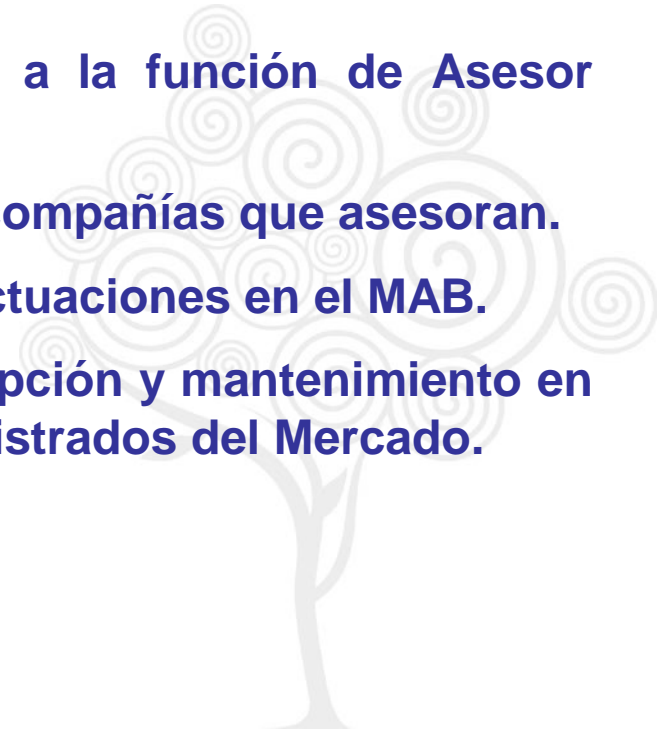 a la función de Asesor
ompañías que asesoran.
ctuaciones en el MAB.
pción y mantenimiento en
istrados del Mercado.